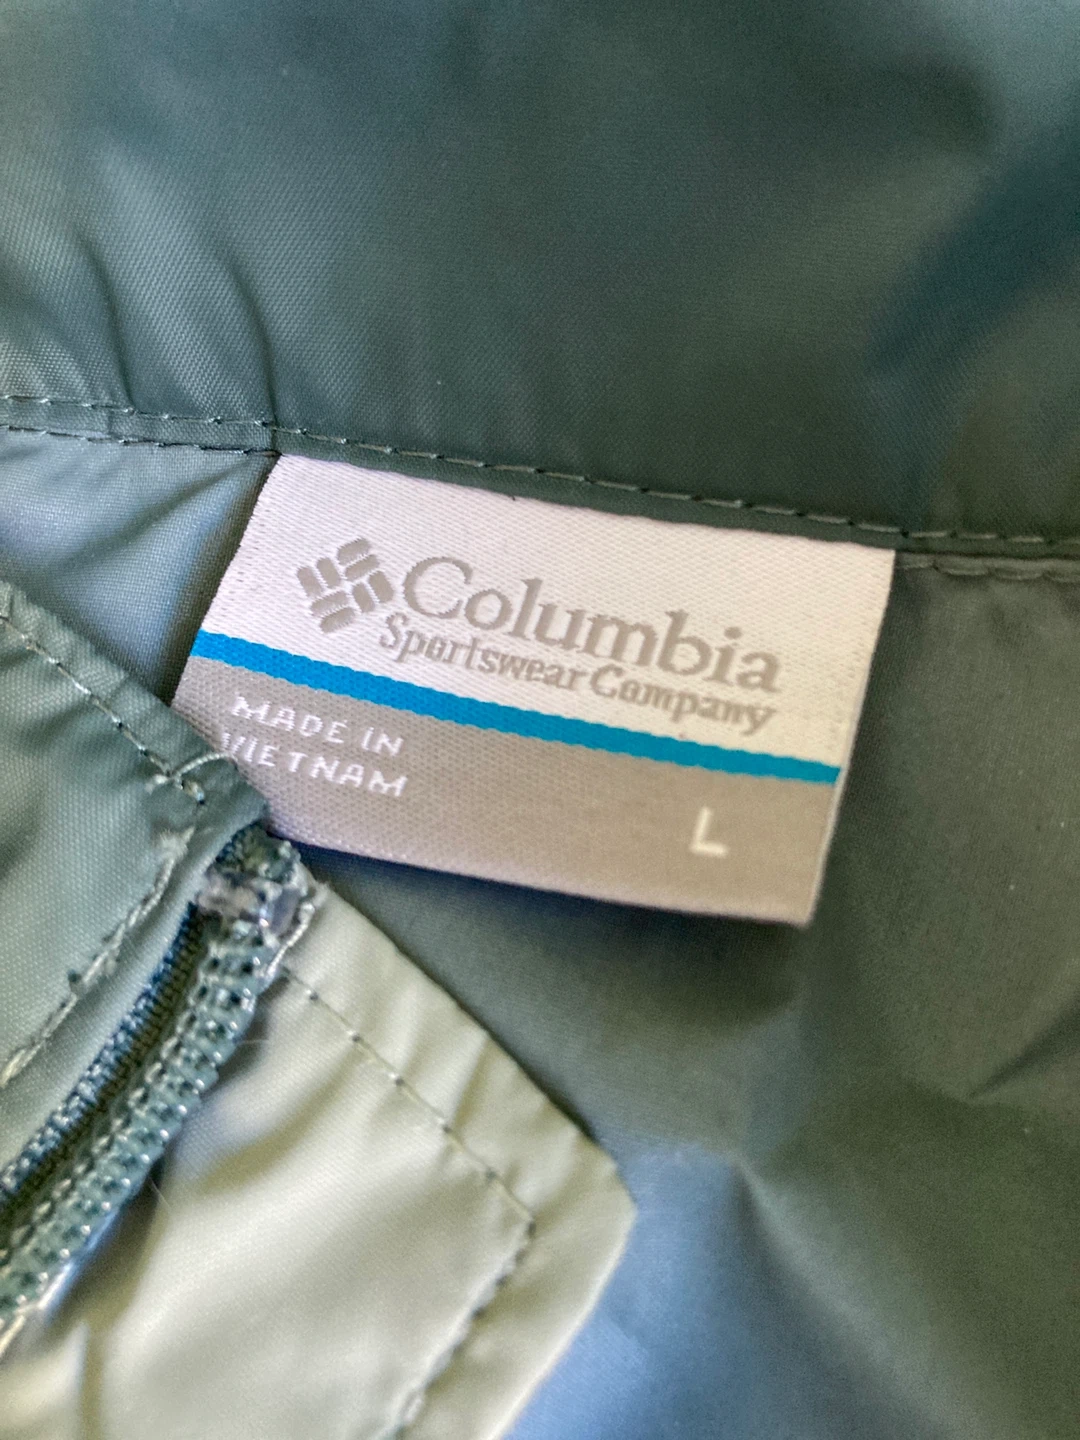 Columbia
Sportswear Company
MADE IN
VIETNAM
L